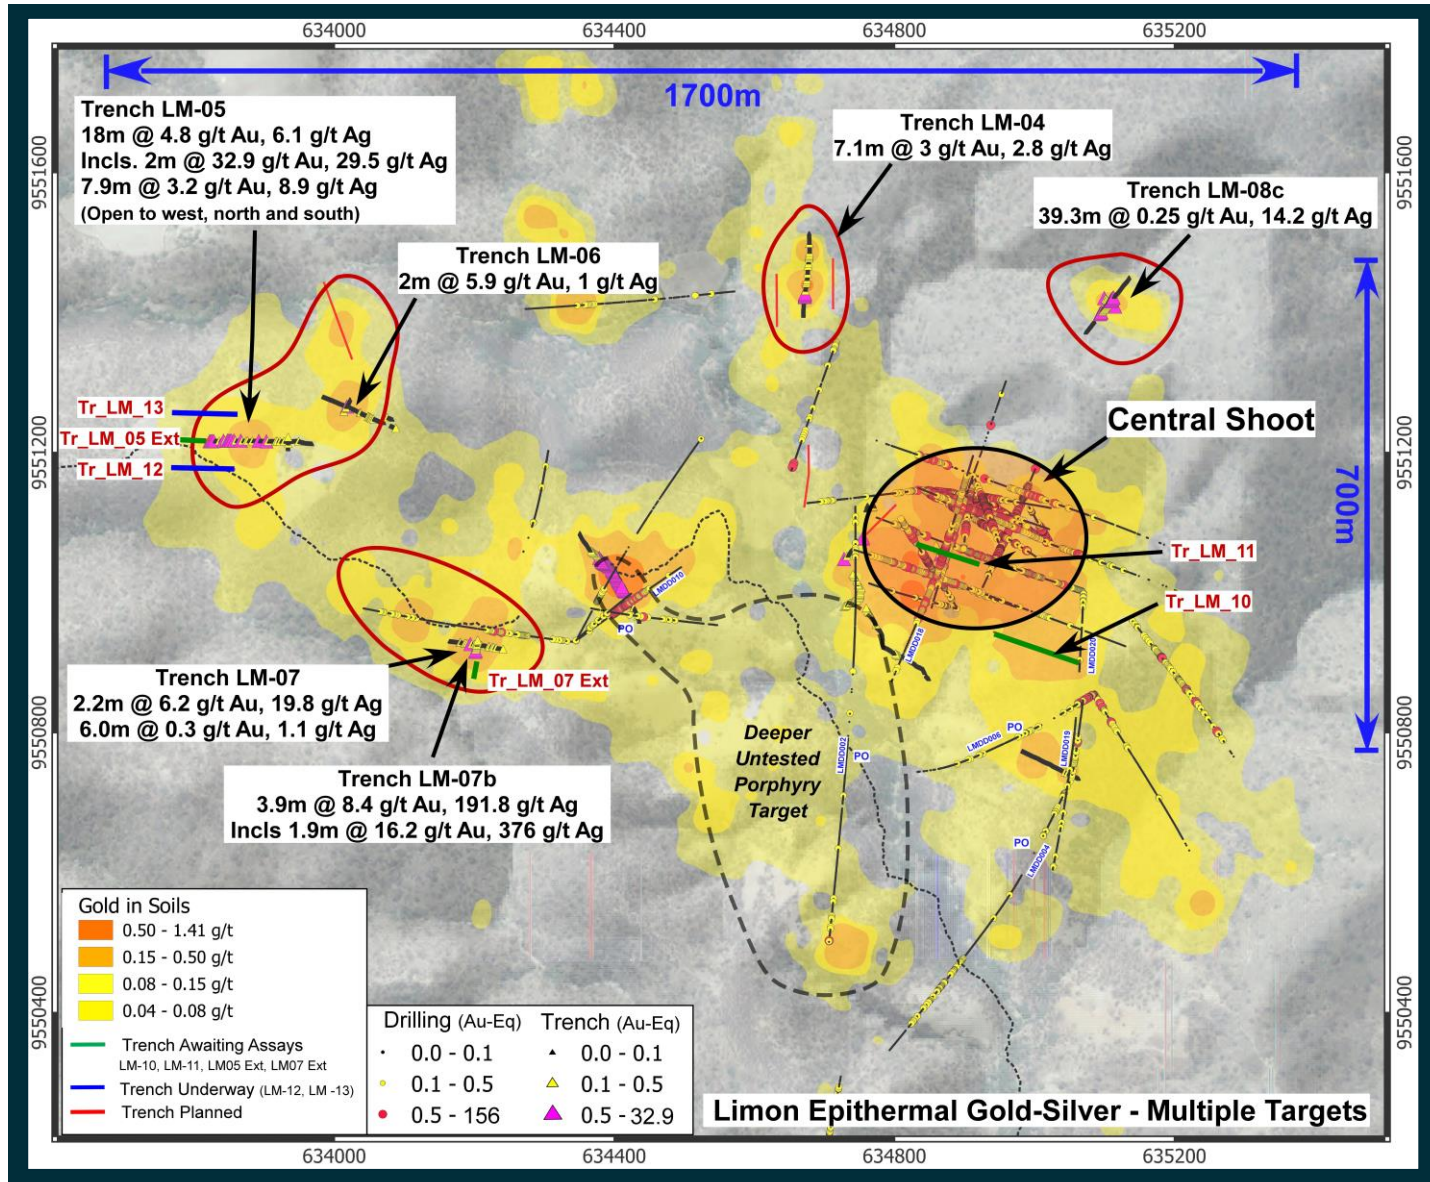 634000
634400
634800
635200
1700m
Trench LM-05
18m @ 4.8 g/t Au, 6.1 g/t Ag
Incls. 2m @ 32.9 g/t Au, 29.5 g/t Ag
7.9m @ 3.2 g/t Au, 8.9 g/t Ag
(Open to west, north and south)
Trench LM-04
7.1m @ 3 g/t Au, 2.8 g/t Ag
Trench LM-08c
39.3m @ 0.25 g/t Au, 14.2 g/t Ag
Trench LM-06
2m @ 5.9 g/t Au, 1 g/t Ag
9551600
9551600
Tr_LM_13
Tr_LM_05 Ext
Tr_LM_12
Central Shoot
9551200
9551200
700m
Tr_LM_11
Tr_LM_10
LMDD010
PO
LMDD018
LMDD020
Tr_LM_07 Ext
Trench LM-07
2.2m @ 6.2 g/t Au, 19.8 g/t Ag
6.0m @ 0.3 g/t Au, 1.1 g/t Ag
Trench LM-07b
3.9m @ 8.4 g/t Au, 191.8 g/t Ag
Incls 1.9m @ 16.2 g/t Au, 376 g/t Ag
Deeper
Untested
Porphyry
Target
LMDD002
PO
LMDD006
PO
LMDD019
PO
LMDD004
9550800
9550800
9550400
9550400
Gold in Soils
0.50 - 1.41 g/t
0.15 - 0.50 g/t
0.08 - 0.15 g/t
0.04 - 0.08 g/t
Trench Awaiting Assays
LM-10, LM-11, LM05 Ext, LM07 Ext
Trench Underway (LM-12, LM -13)
Trench Planned
Drilling (Au-Eq)
0.0 - 0.1
0.1 - 0.5
0.5 - 156
Trench (Au-Eq)
0.0 - 0.1
0.1 - 0.5
0.5 - 32.9
Limon Epithermal Gold-Silver - Multiple Targets
634000
634400
634800
635200